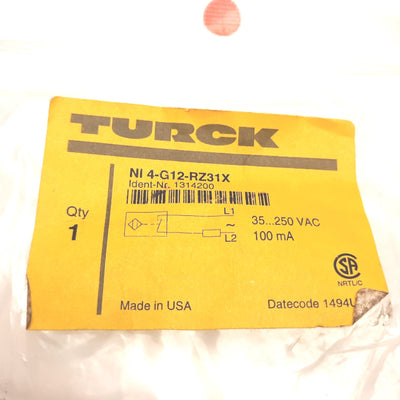 TURCK
NI 4-G12-RZ31X
Ident-Nr. 1314200
Qty
1
L1
35...250 VAC
~
L2
100 mA
SA
NRTL/C
Made in USA
Datecode 1494U